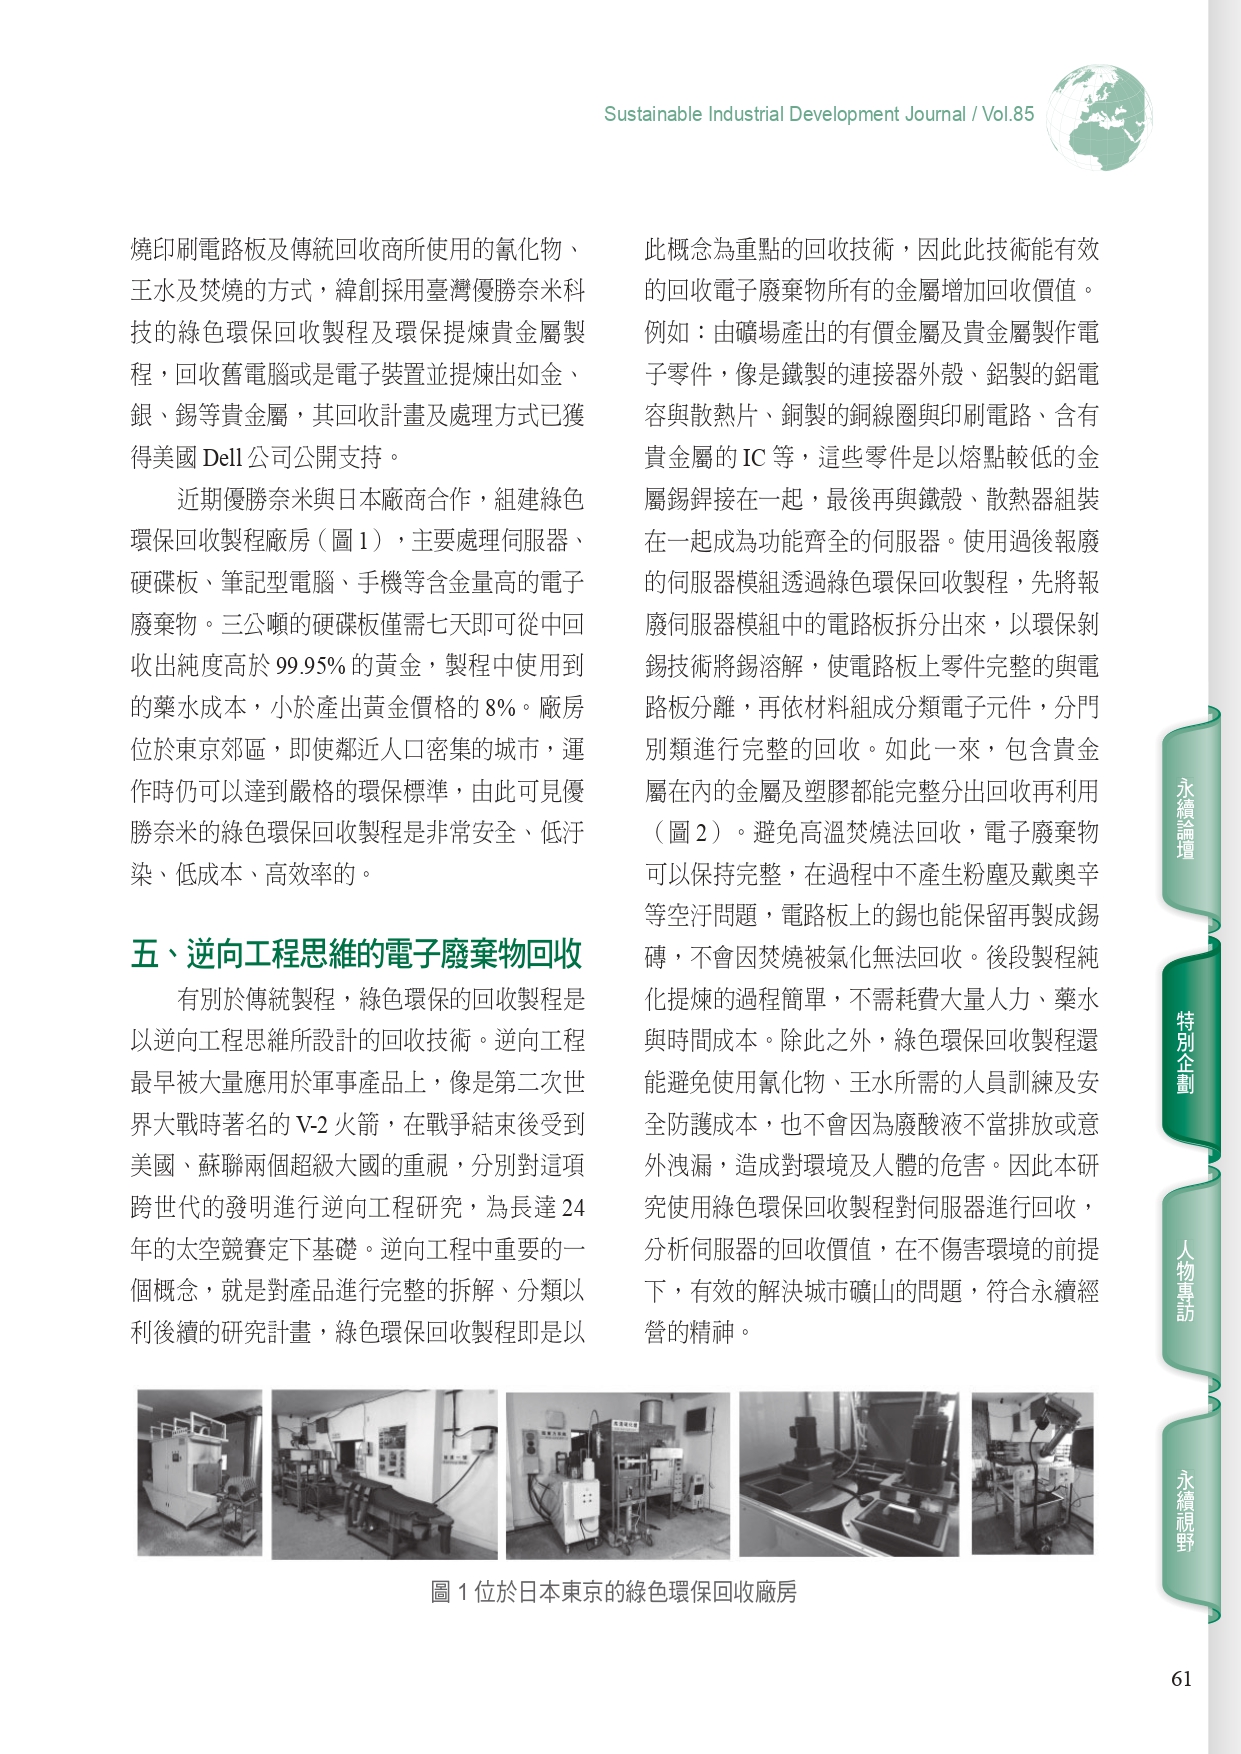 Sustainable Industrial Development Journal / Vol.85
燒印刷電路板及傳統回收商所使用的氰化物、
王水及焚燒的方式，緯創採用臺灣優勝奈米科
技的綠色環保回收製程及環保提煉貴金屬製
程，回收舊電腦或是電子裝置並提煉出如金、
銀、錫等貴金屬，其回收計畫及處理方式已獲
得美國 Dell 公司公開支持。
近期優勝奈米與日本廠商合作，組建綠色
環保回收製程廠房（圖 1），主要處理伺服器、
硬碟板、筆記型電腦、手機等含金量高的電子
廢棄物。三公噸的硬碟板僅需七天即可從中回
收出純度高於 99.95% 的黃金，製程中使用到
的藥水成本，小於產出黃金價格的 8%。廠房
位於東京郊區，即使鄰近人口密集的城市，運
作時仍可以達到嚴格的環保標準，由此可見優
勝奈米的綠色環保回收製程是非常安全、低汙
染、低成本、高效率的。
五、逆向工程思維的電子廢棄物回收
有別於傳統製程，綠色環保的回收製程是
以逆向工程思維所設計的回收技術。逆向工程
最早被大量應用於軍事產品上，像是第二次世
界大戰時著名的 V-2 火箭，在戰爭結束後受到
美國、蘇聯兩個超級大國的重視，分別對這項
跨世代的發明進行逆向工程研究，為長達 24
年的太空競賽定下基礎。逆向工程中重要的一
個概念，就是對產品進行完整的拆解、分類以
利後續的研究計畫，綠色環保回收製程即是以
此概念為重點的回收技術，因此此技術能有效
的回收電子廢棄物所有的金屬增加回收價值。
例如：由礦場產出的有價金屬及貴金屬製作電
子零件，像是鐵製的連接器外殼、鋁製的鋁電
容與散熱片、銅製的銅線圈與印刷電路、含有
貴金屬的 IC 等，這些零件是以熔點較低的金
屬錫銲接在一起，最後再與鐵殼、散熱器組裝
在一起成為功能齊全的伺服器。使用過後報廢
的伺服器模組透過綠色環保回收製程，先將報
廢伺服器模組中的電路板拆分出來，以環保剝
錫技術將錫溶解，使電路板上零件完整的與電
路板分離，再依材料組成分類電子元件，分門
別類進行完整的回收。如此一來，包含貴金
屬在內的金屬及塑膠都能完整分出回收再利用
（圖 2）。避免高溫焚燒法回收，電子廢棄物
可以保持完整，在過程中不產生粉塵及戴奧辛
等空汙問題，電路板上的錫也能保留再製成錫
磚，不會因焚燒被氣化無法回收。後段製程純
化提煉的過程簡單，不需耗費大量人力、藥水
與時間成本。除此之外，綠色環保回收製程還
能避免使用氰化物、王水所需的人員訓練及安
全防護成本，也不會因為廢酸液不當排放或意
外洩漏，造成對環境及人體的危害。因此本研
究使用綠色環保回收製程對伺服器進行回收，
分析伺服器的回收價值，在不傷害環境的前提
下，有效的解決城市礦山的問題，符合永續經
營的精神。
圖 1 位於日本東京的綠色環保回收廠房
永續論壇
特別企劃
人物專訪
永續視野
61